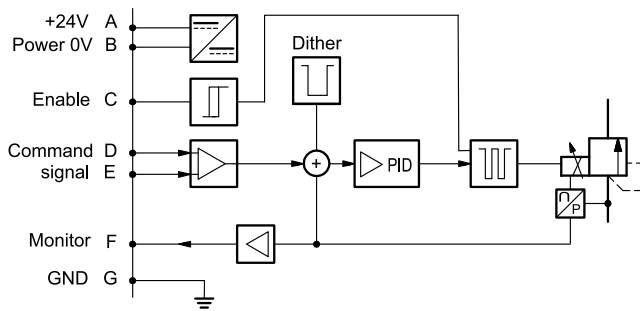 +24V A
Power 0V B
Dither
Enable C
Command D
signal E
+
PID
P
Monitor F
GND G